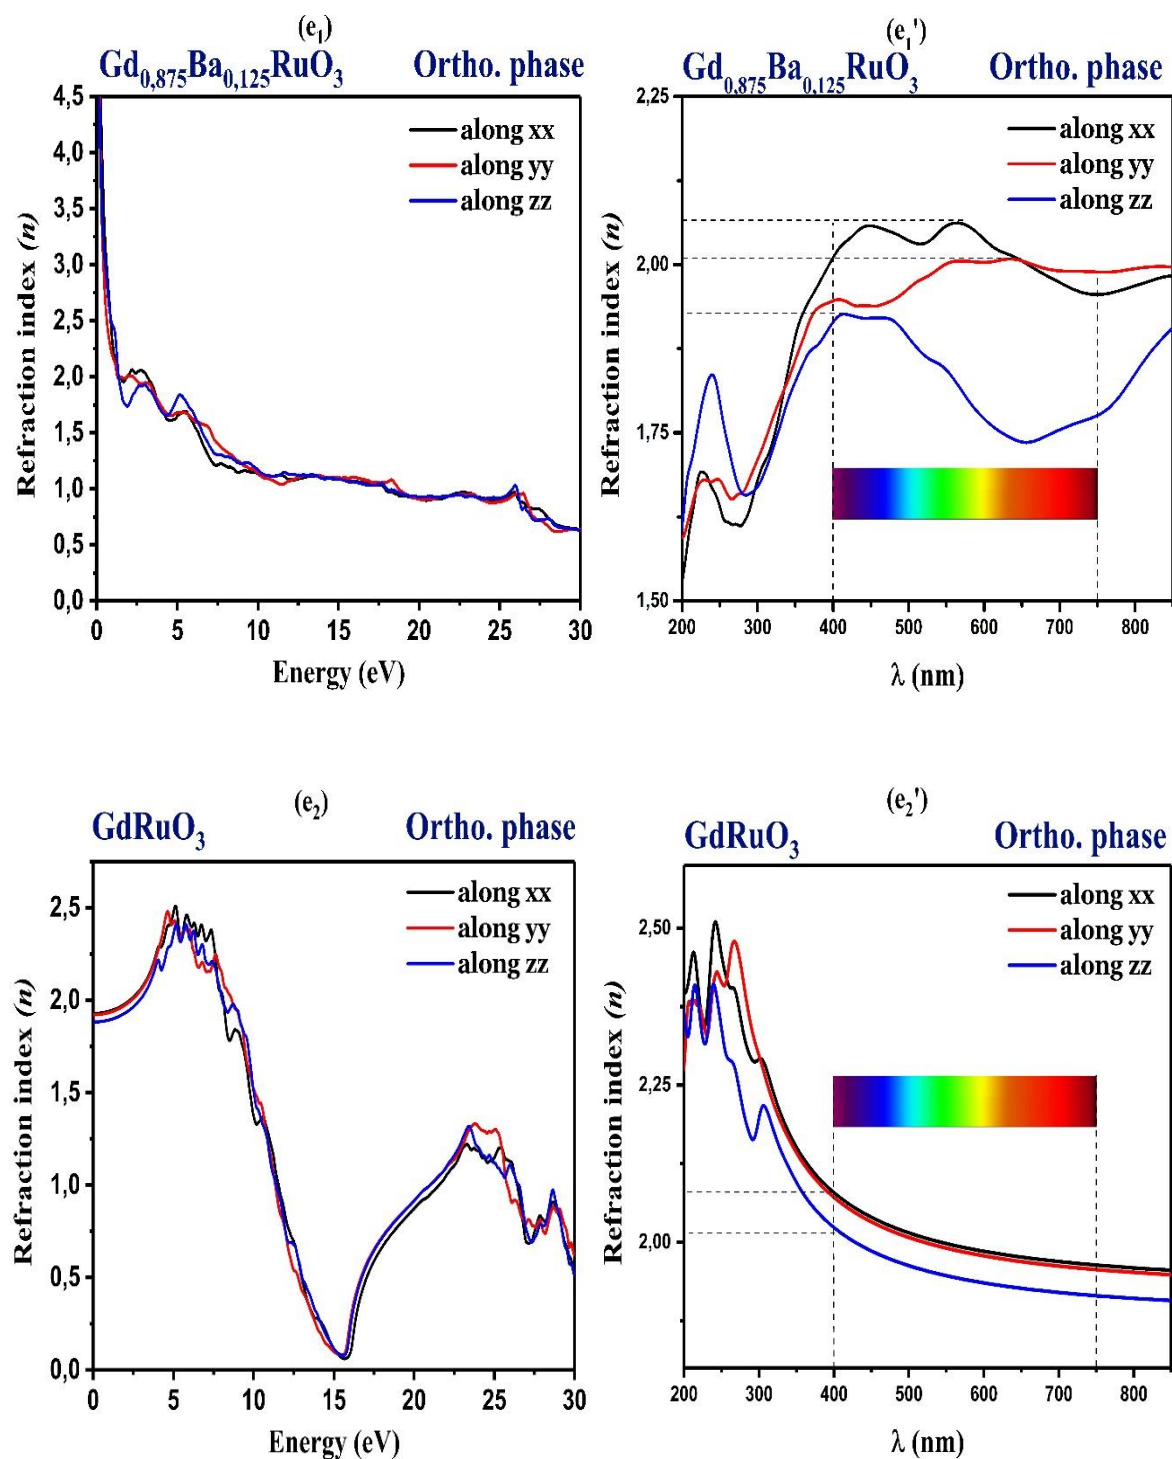 (e₁)
Gd₀,₈₇₅Ba₀,₁₂₅RuO₃ Ortho. phase
4,5
4,0
3,5
3,0
2,5
2,0
1,5
1,0
0,5
0,0
Refraction index (n)
along xx
along yy
along zz
0 5 10 15 20 25 30
Energy (eV)
(e₁')
Gd₀,₈₇₅Ba₀,₁₂₅RuO₃ Ortho. phase
2,25
2,00
1,75
1,50
Refraction index (n)
along xx
along yy
along zz
200 300 400 500 600 700 800
λ (nm)
(e₂)
GdRuO₃ Ortho. phase
2,5
2,0
1,5
1,0
0,5
0,0
Refraction index (n)
along xx
along yy
along zz
0 5 10 15 20 25 30
Energy (eV)
(e₂')
GdRuO₃ Ortho. phase
2,50
2,25
2,00
Refraction index (n)
along xx
along yy
along zz
200 300 400 500 600 700 800
λ (nm)